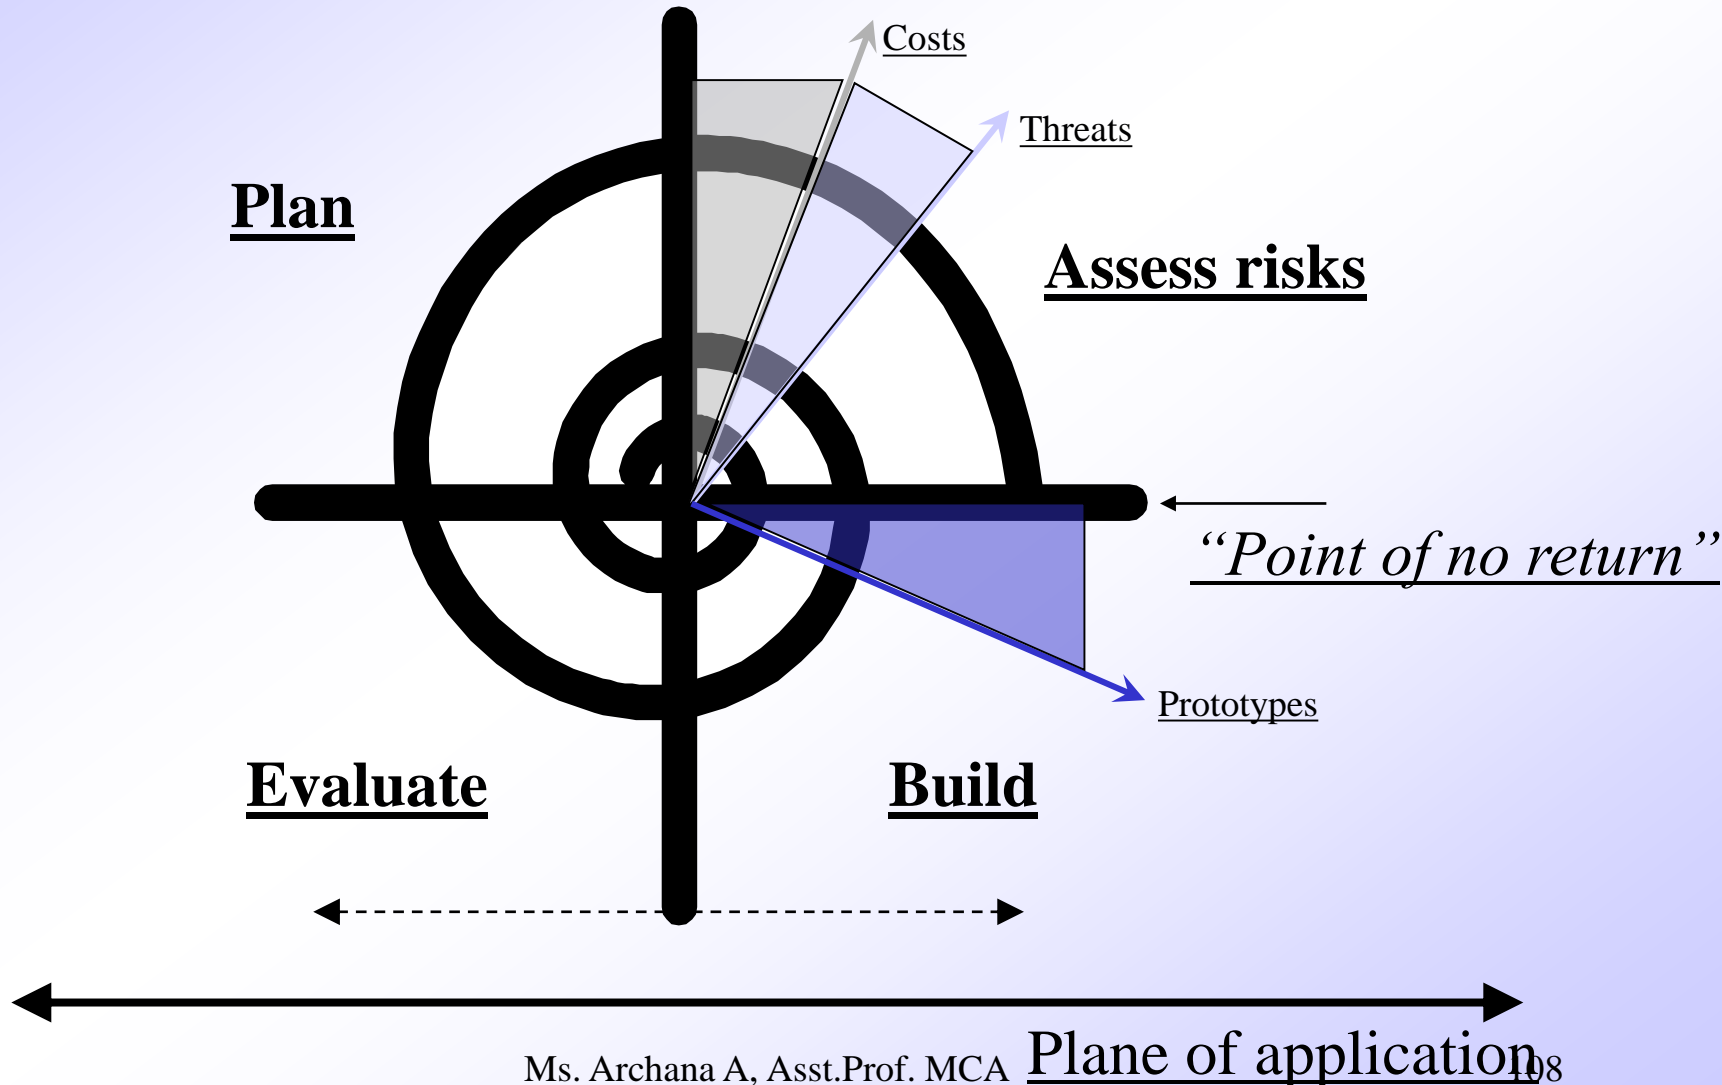 Costs
Threats
Plan
Assess risks
“Point of no return”
Prototypes
Evaluate
Build
Plane of application
Ms. Archana A, Asst.Prof. MCA
108